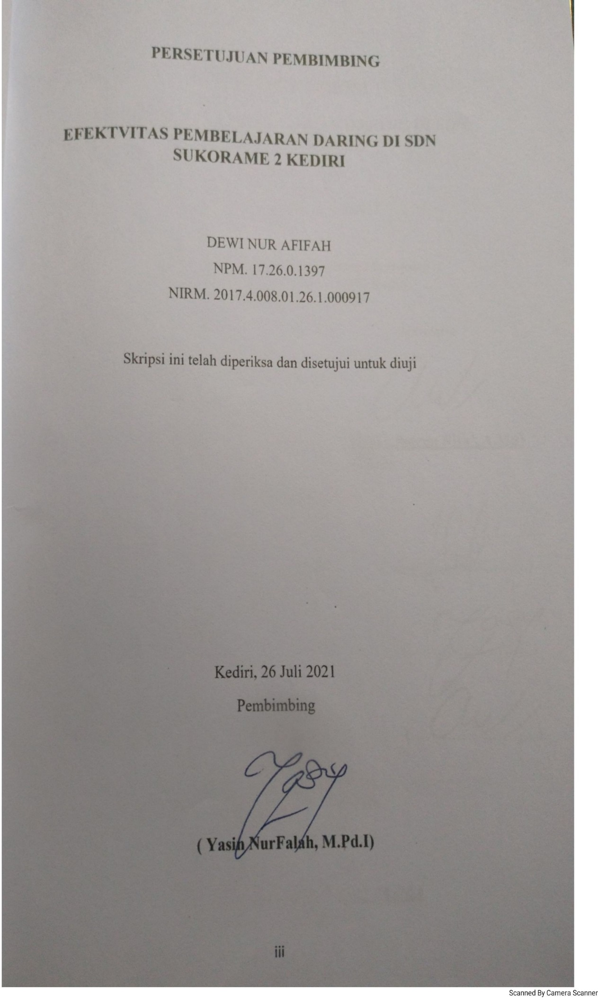 PERSETUJUAN PEMBIMBING
EFEKTVITAS PEMBELAJARAN DARING DI SDN
SUKORAME 2 KEDIRI
DEWI NUR AFIFAH
NPM. 17.26.0.1397
NIRM. 2017.4.008.01.26.1.000917
Skripsi ini telah diperiksa dan disetujui untuk diuji
Kediri, 26 Juli 2021
Pembimbing
( Yasin NurFalah, M.Pd.I)
iii
Scanned By Camera Scanner